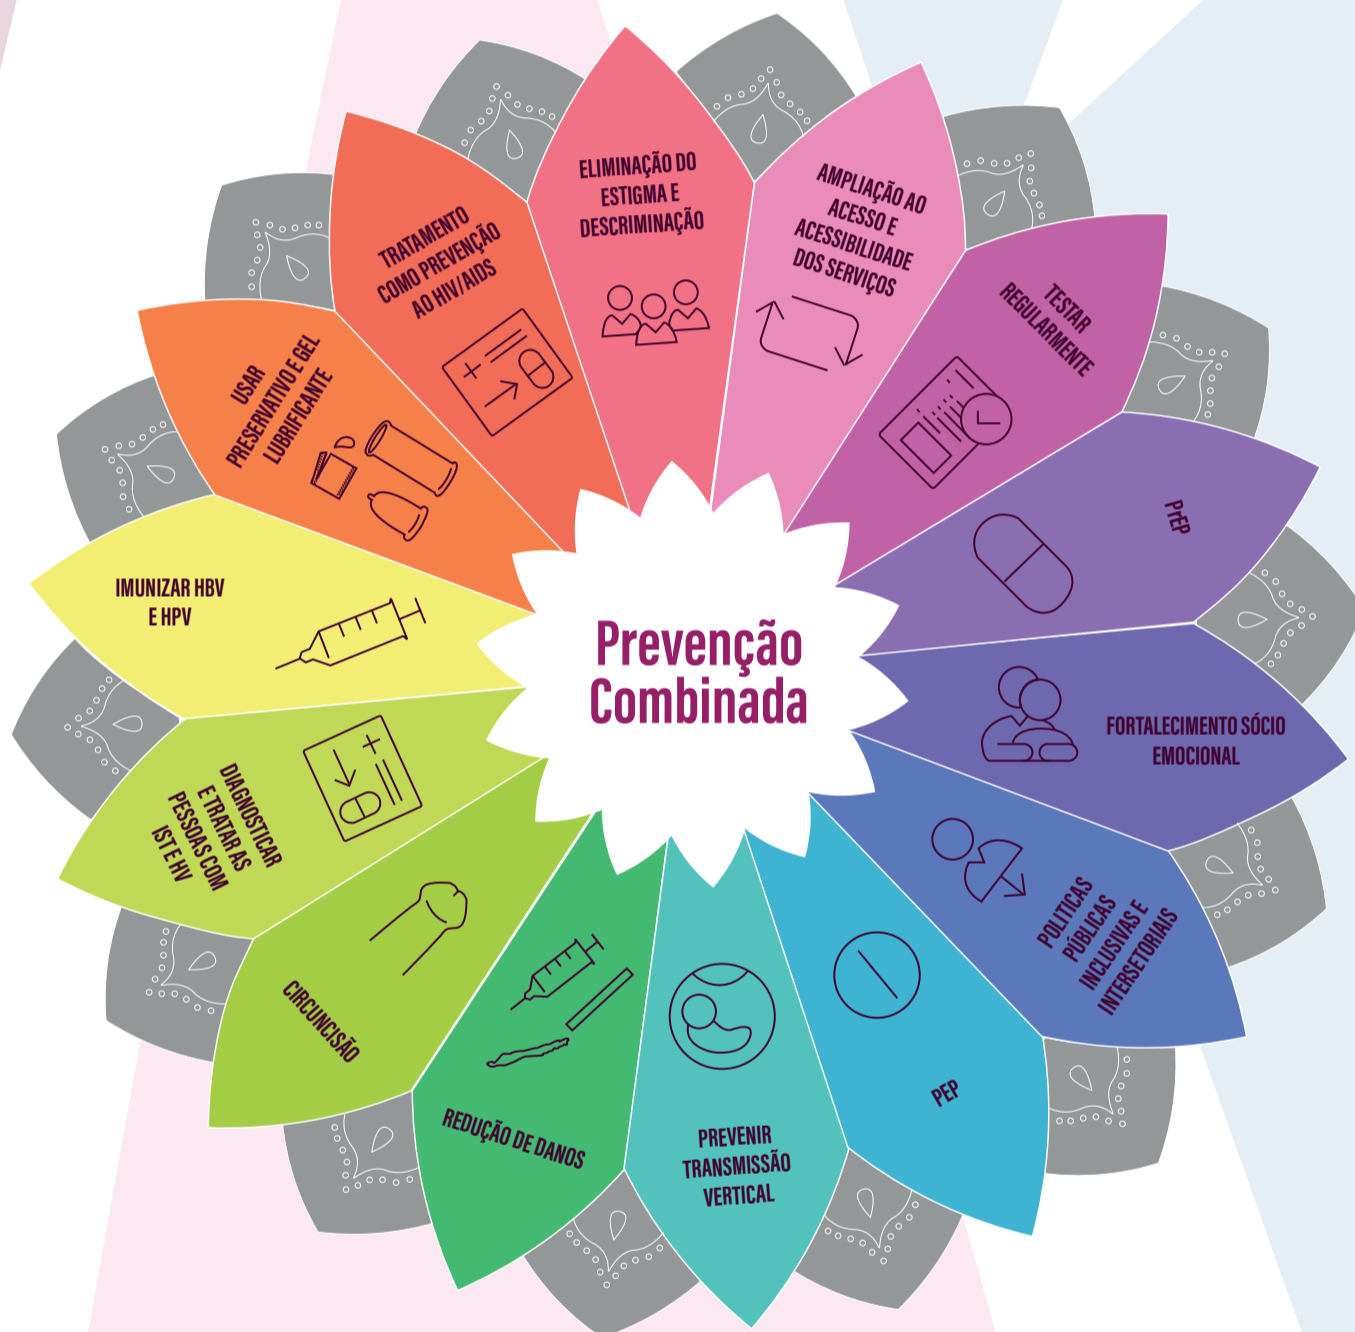 ELIMINAÇÃO DO
ESTIGMA E
DESCRIMINAÇÃO
AMPLIAÇÃO AO
ACESSO E
ACESSIBILIDADE
DOS SERVIÇOS
TESTAR
REGULARMENTE
PrEP
FORTALECIMENTO SÓCIO
EMOCIONAL
POLITICAS
PÚBLICAS
INCLUSIVAS E
INTERSETORIAIS
PEP
PREVENIR
TRANSMISSÃO
VERTICAL
REDUÇÃO DE DANOS
CIRCUNCISÃO
DIAGNOSTICAR
E TRATAR AS
PESSOAS COM
IST E HV
IMUNIZAR HBV
E HPV
USAR
PRESERVATIVO E GEL
LUBRIFICANTE
TRATAMENTO
COMO PREVENÇÃO
AO HIV/AIDS
Prevenção
Combinada